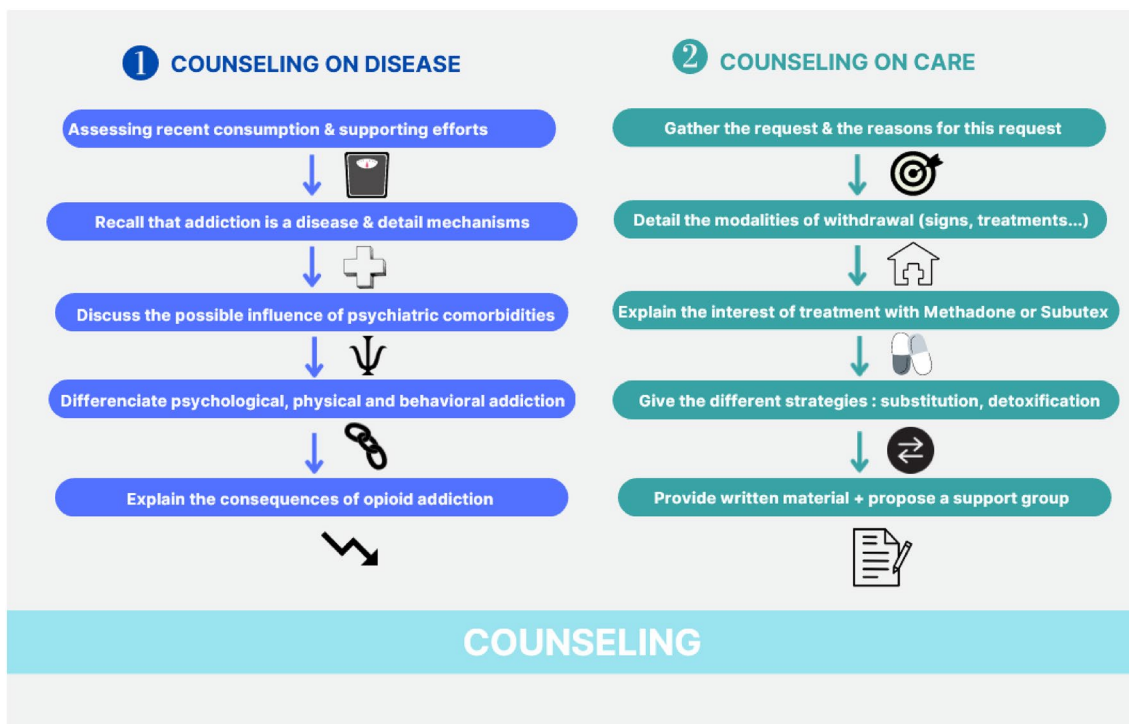 1 COUNSELING ON DISEASE
Assessing recent consumption & supporting efforts
Recall that addiction is a disease & detail mechanisms
Discuss the possible influence of psychiatric comorbidities
Differenciate psychological, physical and behavioral addiction
Explain the consequences of opioid addiction
2 COUNSELING ON CARE
Gather the request & the reasons for this request
Detail the modalities of withdrawal (signs, treatments...)
Explain the interest of treatment with Methadone or Subutex
Give the different strategies : substitution, detoxification
Provide written material + propose a support group
COUNSELING